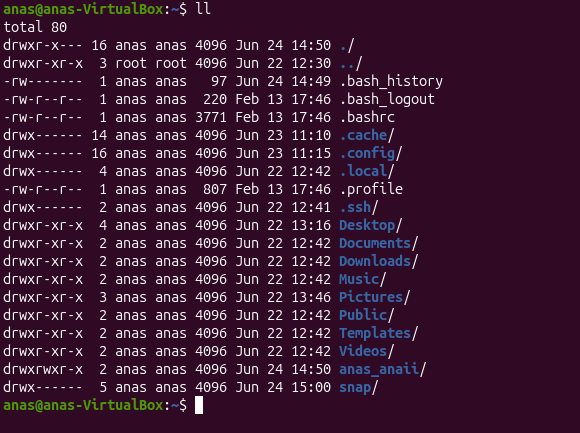 anas@anas-VirtualBox:~$ ll
total 80
drwxr-x--- 16 anas anas 4096 Jun 24 14:50 ./
drwxr-xr-x  3 root root 4096 Jun 22 12:30 ../
-rw-------  1 anas anas   97 Jun 24 14:49 .bash_history
-rw-r--r--  1 anas anas  220 Feb 13 17:46 .bash_logout
-rw-r--r--  1 anas anas 3771 Feb 13 17:46 .bashrc
drwx------ 14 anas anas 4096 Jun 23 11:10 .cache/
drwx------ 16 anas anas 4096 Jun 23 11:15 .config/
drwx------  4 anas anas 4096 Jun 22 12:42 .local/
-rw-r--r--  1 anas anas  807 Feb 13 17:46 .profile
drwx------  2 anas anas 4096 Jun 22 12:41 .ssh/
drwxr-xr-x  4 anas anas 4096 Jun 22 13:16 Desktop/
drwxr-xr-x  2 anas anas 4096 Jun 22 12:42 Documents/
drwxr-xr-x  2 anas anas 4096 Jun 22 12:42 Downloads/
drwxr-xr-x  2 anas anas 4096 Jun 22 12:42 Music/
drwxr-xr-x  3 anas anas 4096 Jun 22 13:46 Pictures/
drwxr-xr-x  2 anas anas 4096 Jun 22 12:42 Public/
drwxr-xr-x  2 anas anas 4096 Jun 22 12:42 Templates/
drwxr-xr-x  2 anas anas 4096 Jun 22 12:42 Videos/
drwxrwxr-x  2 anas anas 4096 Jun 24 14:50 anas_anaii/
drwx------  5 anas anas 4096 Jun 24 15:00 snap/
anas@anas-VirtualBox:~$